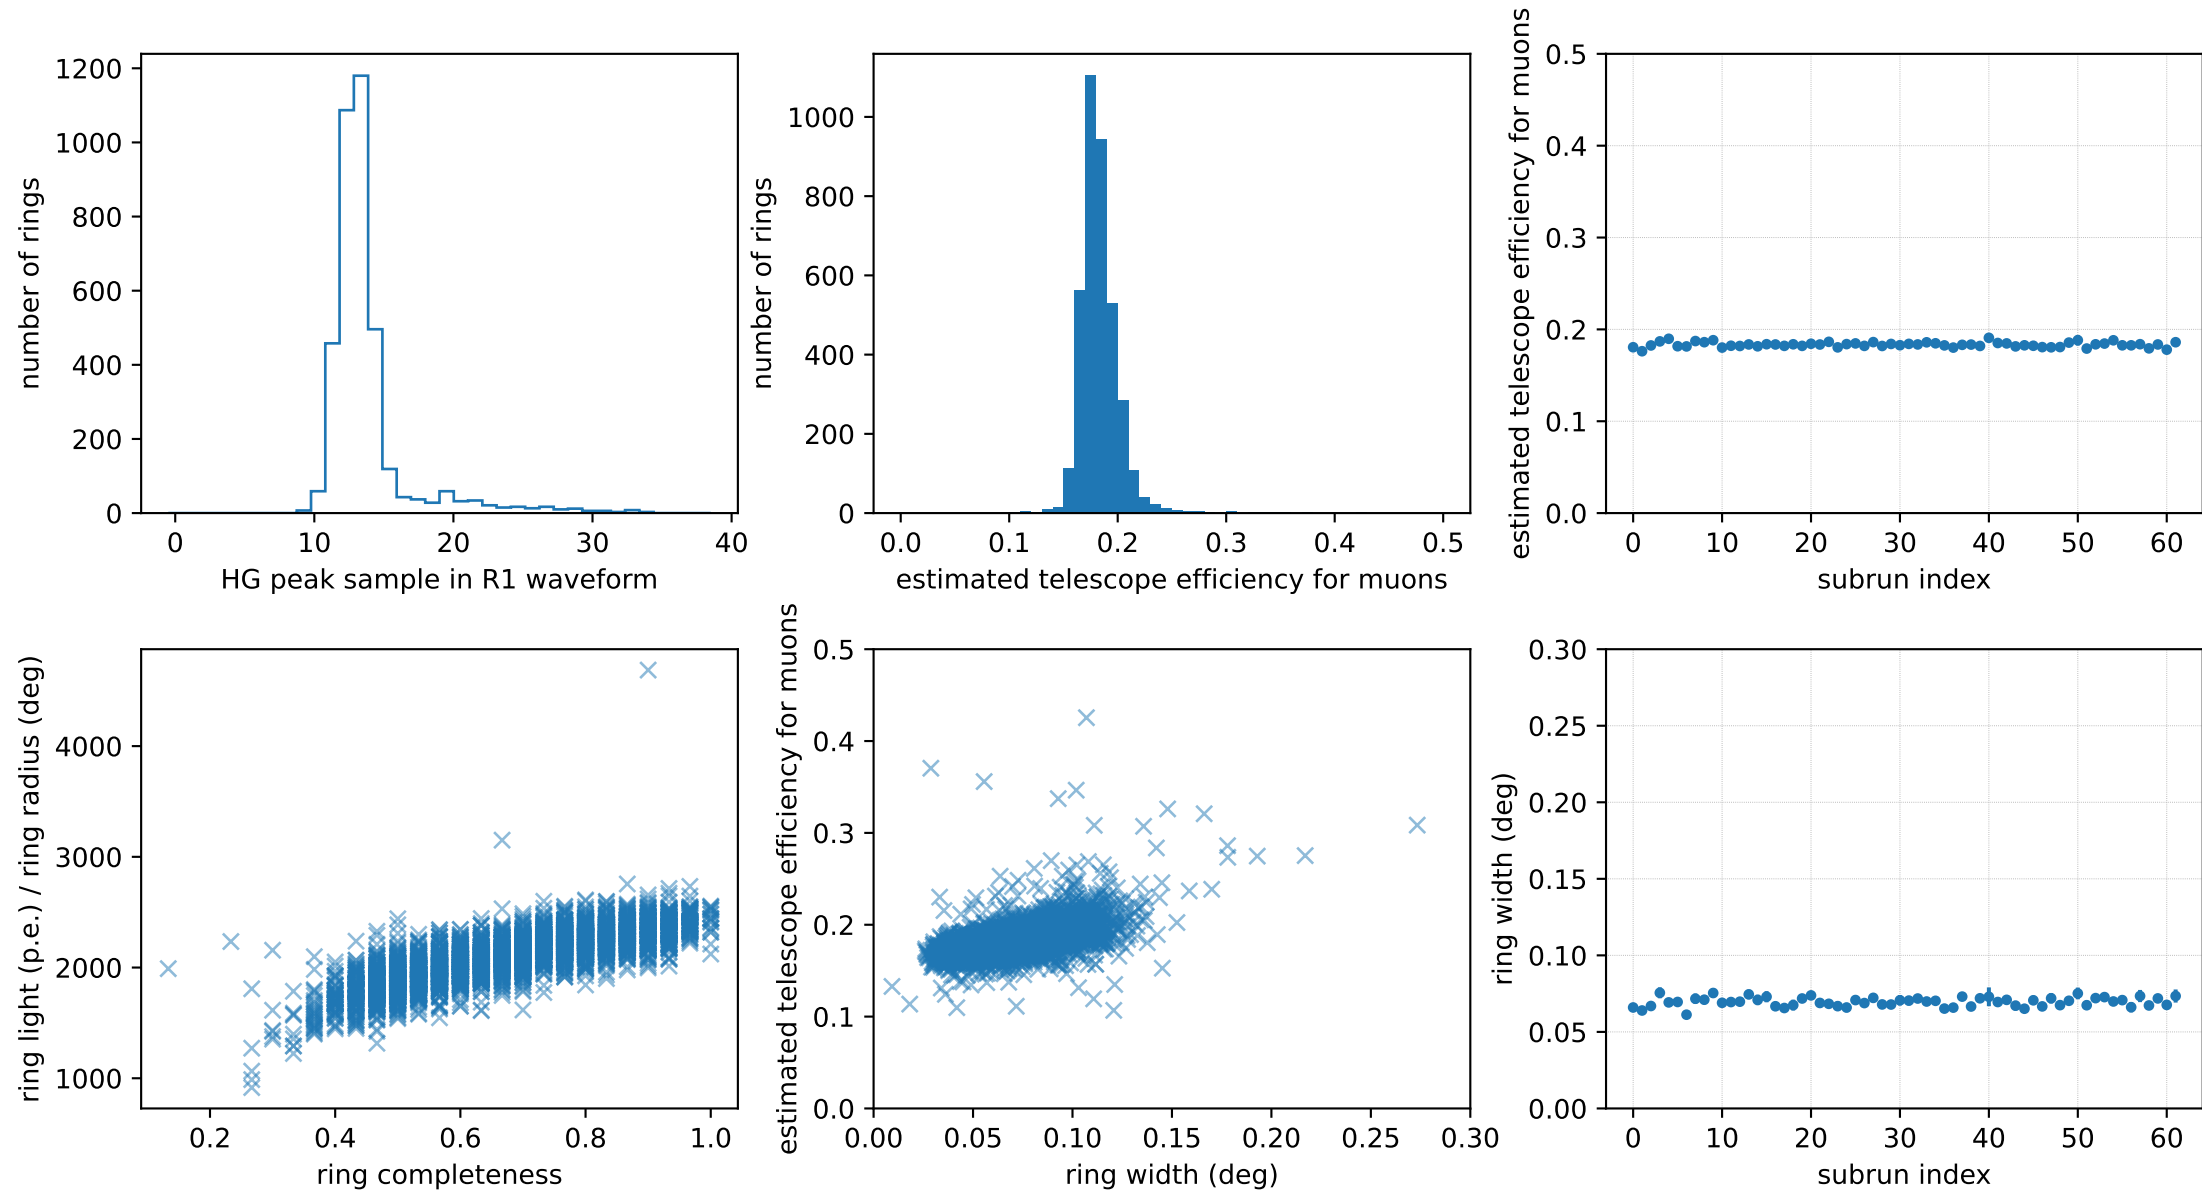 1200
1000
800
600
400
200
0
number of rings
0 10 20 30 40
HG peak sample in R1 waveform
1000
800
600
400
200
0
number of rings
0.0 0.1 0.2 0.3 0.4 0.5
estimated telescope efficiency for muons
0.5
0.4
0.3
0.2
0.1
0.0
estimated telescope efficiency for muons
0 10 20 30 40 50 60
subrun index
4000
3000
2000
1000
ring light (p.e.) / ring radius (deg)
0.2 0.4 0.6 0.8 1.0
ring completeness
0.5
0.4
0.3
0.2
0.1
0.0
estimated telescope efficiency for muons
0.00 0.05 0.10 0.15 0.20 0.25 0.30
ring width (deg)
0.30
0.25
0.20
0.15
0.10
0.05
0.00
ring width (deg)
0 10 20 30 40 50 60
subrun index